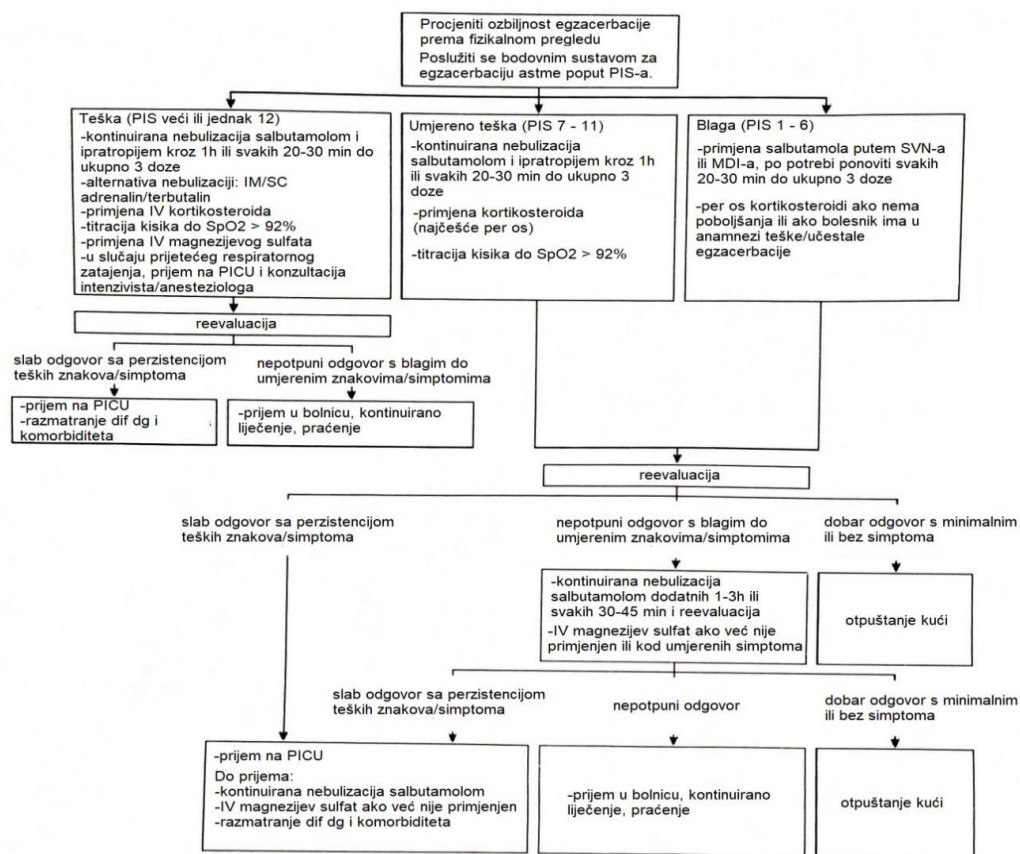 Procjeniti ozbiljnost egzacerbacije
prema fizikalnom pregledu
Poslužiti se bodovnim sustavom za
egzacerbaciju astme poput PIS-a.
Teška (PIS veći ili jednak 12)
-kontinuirana nebulizacija salbutamolom i
ipratropijem kroz 1h ili svakih 20-30 min do
ukupno 3 doze
-alternativa nebulizaciji: IM/SC
adrenalin/terbutalin
-primjena IV kortikosteroida
-titracija kisika do SpO2 > 92%
-primjena IV magnezijevog sulfata
-u slučaju prijetećeg respiratornog
zatajenja, prijem na PICU i konzultacija
intenzivista/anesteziologa
Umjereno teška (PIS 7 - 11)
-kontinuirana nebulizacija
salbutamolom i ipratropijem kroz 1h
ili svakih 20-30 min do ukupno 3
doze
-primjena kortikosteroida
(najčešće per os)
-titracija kisika do SpO2 > 92%
Blaga (PIS 1 - 6)
-primjena salbutamola putem SVN-a
ili MDI-a, po potrebi ponoviti svakih
20-30 min do ukupno 3 doze
-per os kortikosteroidi ako nema
poboljšanja ili ako bolesnik ima u
anamnezi teške/učestale
egzacerbacije
reevaluacija
slab odgovor sa perzistencijom
teških znakova/simptoma
nepotpuni odgovor s blagim do
umjerenim znakovima/simptomima
-prijem na PICU
-razmatranje dif dg i
komorbiditeta
-prijem u bolnicu, kontinuirano
liječenje, praćenje
reevaluacija
slab odgovor sa perzistencijom
teških znakova/simptoma
nepotpuni odgovor s blagim do
umjerenim znakovima/simptomima
dobar odgovor s minimalnim
ili bez simptoma
-kontinuirana nebulizacija
salbutamolom dodatnih 1-3h ili
svakih 30-45 min i reevaluacija
-IV magnezijev sulfat ako već nije
primjenjen ili kod umjerenih simptoma
otpuštanje kući
slab odgovor sa perzistencijom
teških znakova/simptoma
nepotpuni odgovor
dobar odgovor s minimalnim
ili bez simptoma
-prijem na PICU
Do prijema:
-kontinuirana nebulizacija salbutamolom
-IV magnezijev sulfat ako već nije primjenjen
-razmatranje dif dg i komorbiditeta
-prijem u bolnicu, kontinuirano
liječenje, praćenje
otpuštanje kući